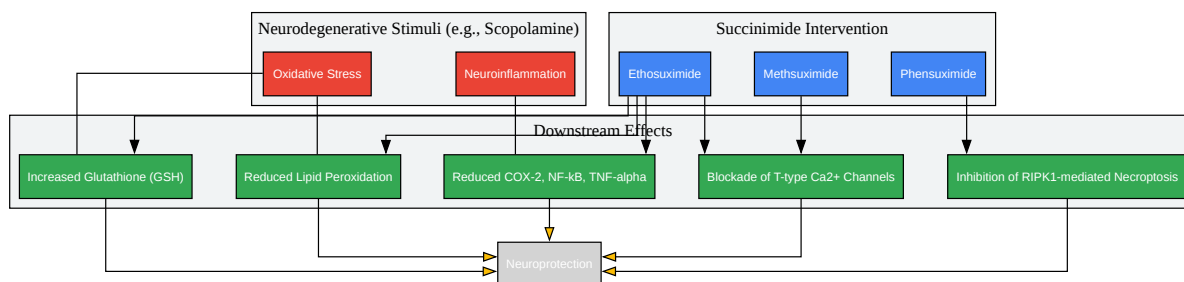 Neurodegenerative Stimuli (e.g., Scopolamine)
Succinimide Intervention
Oxidative Stress
Neuroinflammation
Ethosuximide
Methsuximide
Phensuximide
Downstream Effects
Increased Glutathione (GSH)
Reduced Lipid Peroxidation
Reduced COX-2, NF-kB, TNF-alpha
Blockade of T-type Ca2+ Channels
Inhibition of RIPK1-mediated Necroptosis
Neuroprotection